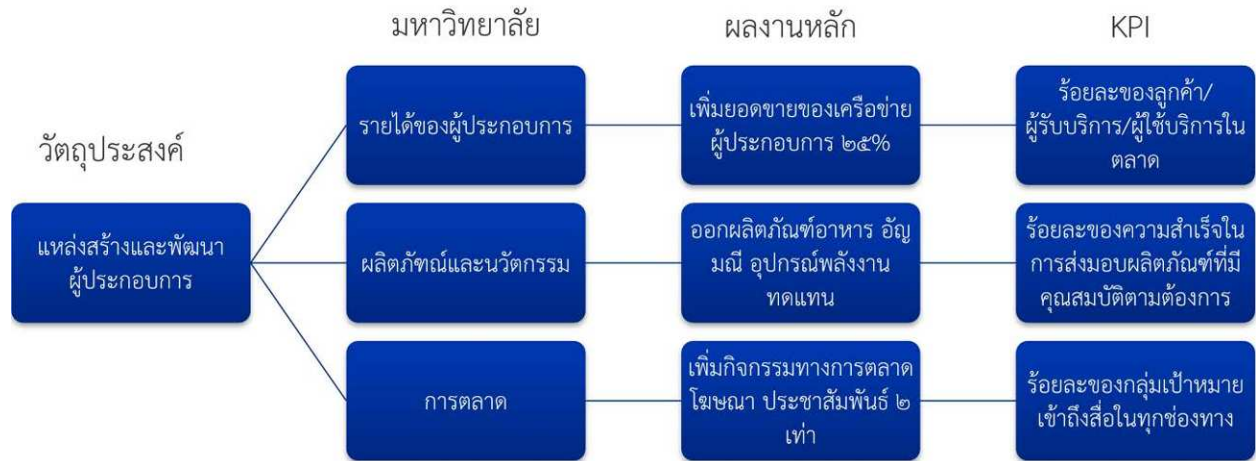 มหาวิทยาลัย
ผลงานหลัก
KPI
วัตถุประสงค์
แหล่งสร้างและพัฒนา
ผู้ประกอบการ
รายได้ของผู้ประกอบการ
เพิ่มยอดขายของเครือข่าย
ผู้ประกอบการ ๒๕%
ร้อยละของลูกค้า/
ผู้รับบริการ/ผู้ใช้บริการใน
ตลาด
ผลิตภัฑณ์และนวัตกรรม
ออกผลิตภัณฑ์อาหาร อัญ
มณี อุปกรณ์พลังงาน
ทดแทน
ร้อยละของความสำเร็จใน
การส่งมอบผลิตภัณฑ์ที่มี
คุณสมบัติตามต้องการ
การตลาด
เพิ่มกิจกรรมทางการตลาด
โฆษณา ประชาสัมพันธ์ ๒
เท่า
ร้อยละของกลุ่มเป้าหมาย
เข้าถึงสื่อในทุกช่องทาง